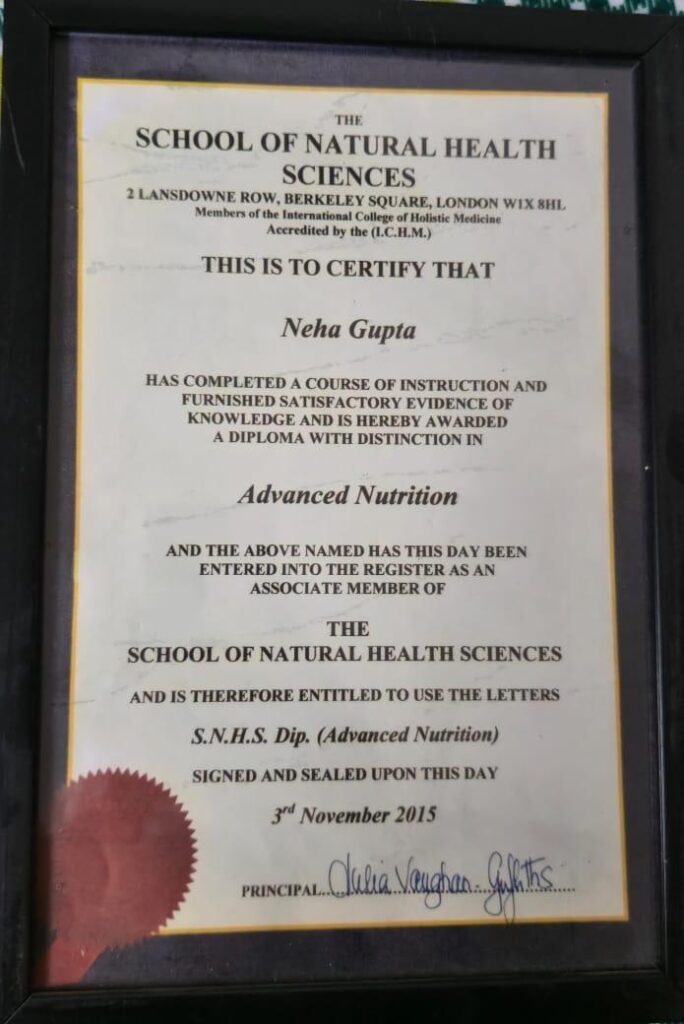 THE
SCHOOL OF NATURAL HEALTH
SCIENCES
2 LANSDOWNE ROW, BERKELEY SQUARE, LONDON W1X 8HL
Members of the International College of Holistic Medicine
Accredited by the (I.C.H.M.)
THIS IS TO CERTIFY THAT
Neha Gupta
HAS COMPLETED A COURSE OF INSTRUCTION AND
FURNISHED SATISFACTORY EVIDENCE OF
KNOWLEDGE AND IS HEREBY AWARDED
A DIPLOMA WITH DISTINCTION IN
Advanced Nutrition
AND THE ABOVE NAMED HAS THIS DAY BEEN
ENTERED INTO THE REGISTER AS AN
ASSOCIATE MEMBER OF
THE
SCHOOL OF NATURAL HEALTH SCIENCES
AND IS THEREFORE ENTITLED TO USE THE LETTERS
S.N.H.S. Dip. (Advanced Nutrition)
SIGNED AND SEALED UPON THIS DAY
3rd November 2015
PRINCIPAL Julia Vaughan-Griffiths